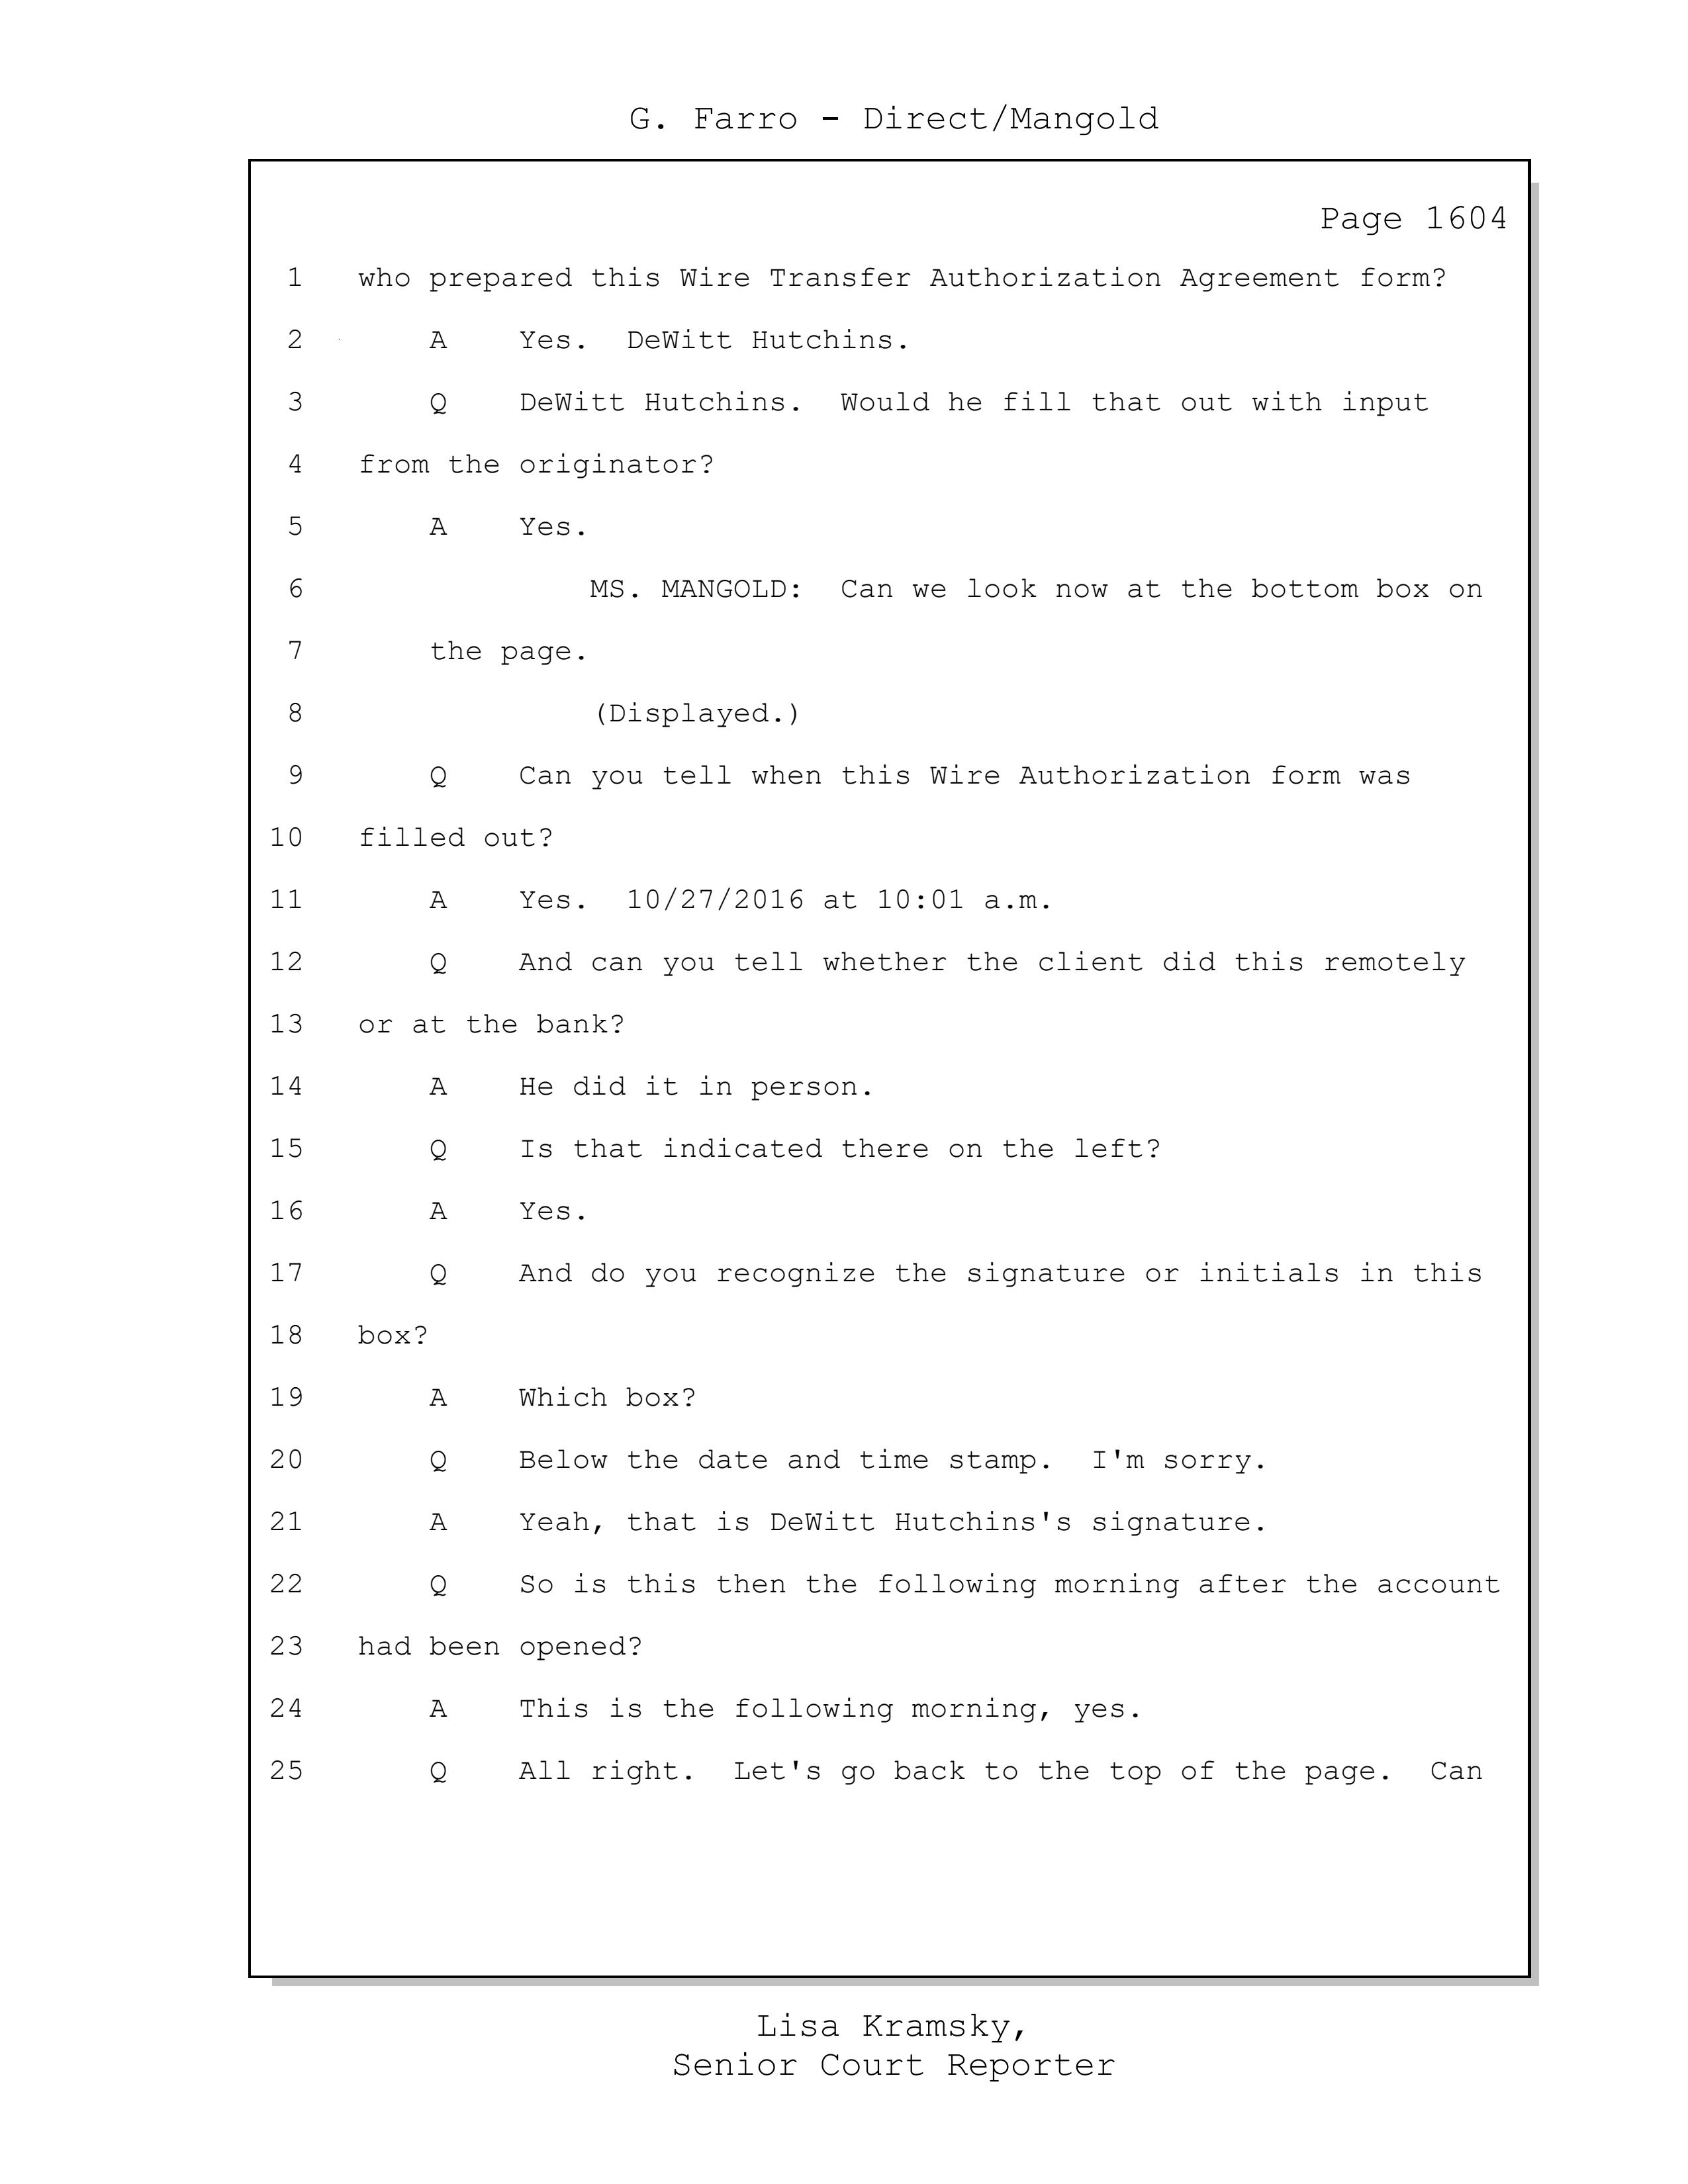 G. Farro - Direct/Mangold
Page 1604
1 who prepared this Wire Transfer Authorization Agreement form?
2 A Yes. DeWitt Hutchins.
3 Q DeWitt Hutchins. Would he fill that out with input
4 from the originator?
5 A Yes.
6 MS. MANGOLD: Can we look now at the bottom box on
7 the page.
8 (Displayed.)
9 Q Can you tell when this Wire Authorization form was
10 filled out?
11 A Yes. 10/27/2016 at 10:01 a.m.
12 Q And can you tell whether the client did this remotely
13 or at the bank?
14 A He did it in person.
15 Q Is that indicated there on the left?
16 A Yes.
17 Q And do you recognize the signature or initials in this
18 box?
19 A Which box?
20 Q Below the date and time stamp. I'm sorry.
21 A Yeah, that is DeWitt Hutchins's signature.
22 Q So is this then the following morning after the account
23 had been opened?
24 A This is the following morning, yes.
25 Q All right. Let's go back to the top of the page. Can
Lisa Kramsky,
Senior Court Reporter